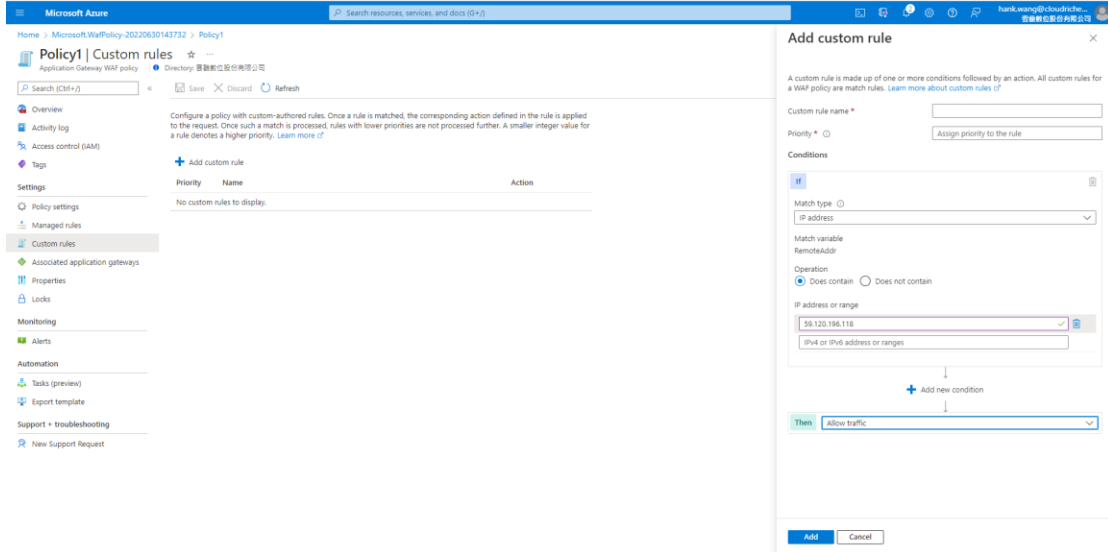 Microsoft Azure
Search resources, services, and docs (G+/)
2
hank.wang@cloudriche...
雲馥數位股份有限公司
Home > Microsoft.WafPolicy-20220630143732 > Policy1
Policy1 | Custom rules
Application Gateway WAF policy
Directory: 雲馥數位股份有限公司
Search (Ctrl+/)
Overview
Activity log
Access control (IAM)
Tags
Settings
Policy settings
Managed rules
Custom rules
Associated application gateways
Properties
Locks
Monitoring
Alerts
Automation
Tasks (preview)
Export template
Support + troubleshooting
New Support Request
Save Discard Refresh
Configure a policy with custom-authored rules. Once a rule is matched, the corresponding action defined in the rule is applied
to the request. Once such a match is processed, rules with lower priorities are not processed further. A smaller integer value for
a rule denotes a higher priority. Learn more
Add custom rule
Priority Name Action
No custom rules to display.
Add custom rule
A custom rule is made up of one or more conditions followed by an action. All custom rules for
a WAF policy are match rules. Learn more about custom rules
Custom rule name *
Priority * Assign priority to the rule
Conditions
If
Match type
IP address
Match variable
RemoteAddr
Operation
Does contain Does not contain
IP address or range
59.120.196.118
IPv4 or IPv6 address or ranges
Add new condition
Then Allow traffic
Add Cancel